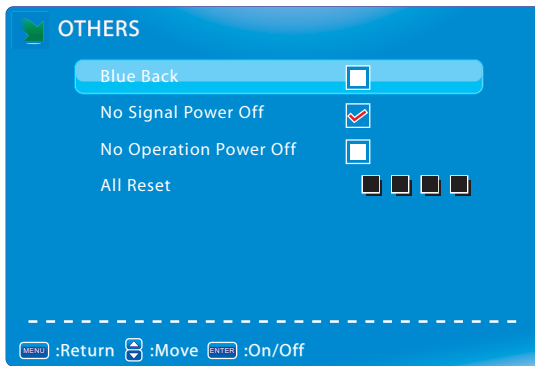 OTHERS
Blue Back
No Signal Power Off
No Operation Power Off
All Reset
MENU :Return :Move ENTER :On/Off